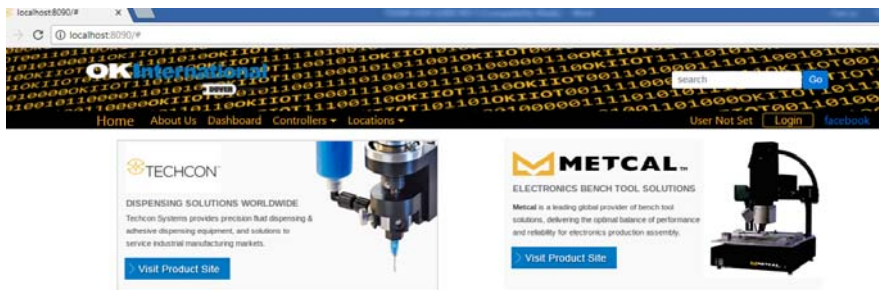 localhost:8090/#
localhost:8090/#
OK International
DOVER
search
Go
Home About Us Dashboard Controllers Locations User Not Set Login facebook
TECHCON
DISPENSING SOLUTIONS WORLDWIDE
Techcon Systems provides precision fluid dispensing &
adhesive dispensing equipment, and solutions to
service industrial manufacturing markets.
Visit Product Site
METCAL™
ELECTRONICS BENCH TOOL SOLUTIONS
Metcal is a leading global provider of bench tool
solutions, delivering the optimal balance of performance
and reliability for electronics production assembly.
Visit Product Site
METCAL